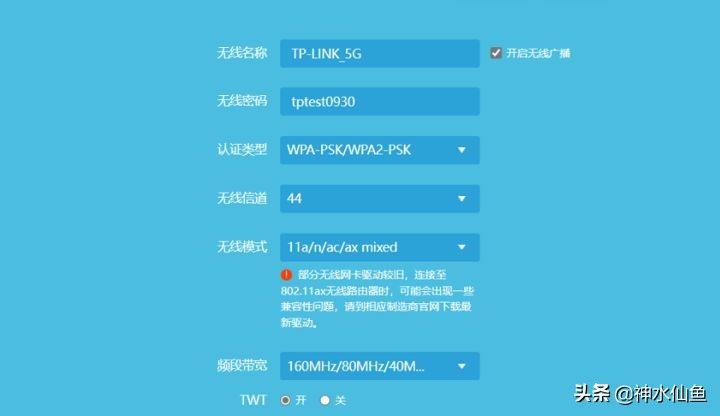 无线名称 TP-LINK_5G 开启无线广播
无线密码 tptest0930
认证类型 WPA-PSK/WPA2-PSK
无线信道 44
无线模式 11a/n/ac/ax mixed
! 部分无线网卡驱动较旧，连接至
802.11ax无线路由器时，可能会出现一些
兼容性问题，请到相应制造商官网下载最
新驱动。
频段带宽 160MHz/80MHz/40M...
TWT 开 关
头条 @神水仙鱼